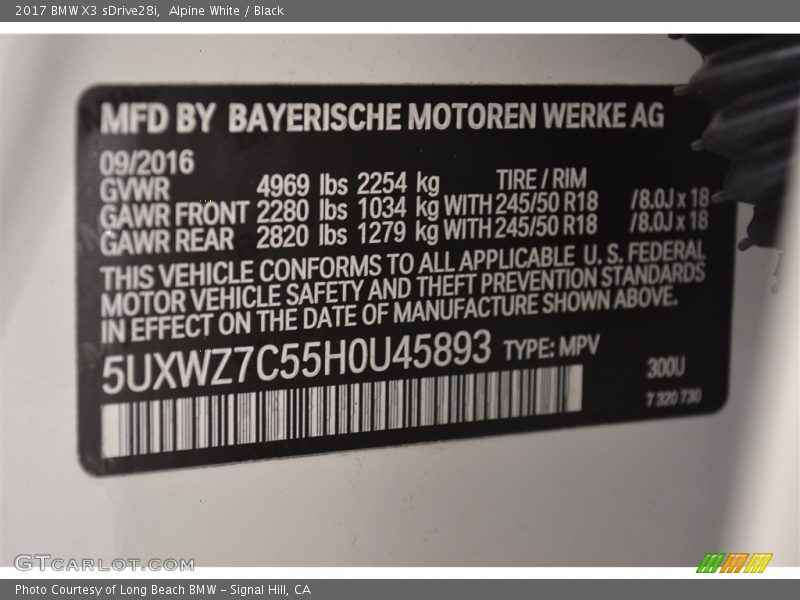 2017 BMW X3 sDrive28i, Alpine White / Black
MFD BY BAYERISCHE MOTOREN WERKE AG
09/2016
GVWR 4969 lbs 2254 kg TIRE / RIM
GAWR FRONT 2280 lbs 1034 kg WITH 245/50 R18 /8.0J x 18
GAWR REAR 2820 lbs 1279 kg WITH 245/50 R18 /8.0J x 18
THIS VEHICLE CONFORMS TO ALL APPLICABLE U.S. FEDERAL
MOTOR VEHICLE SAFETY AND THEFT PREVENTION STANDARDS
IN EFFECT ON THE DATE OF MANUFACTURE SHOWN ABOVE.
5UXWZ7C55H0U45893 TYPE: MPV
300U
7 320 730
GTCARLOT.COM
Photo Courtesy of Long Beach BMW - Signal Hill, CA